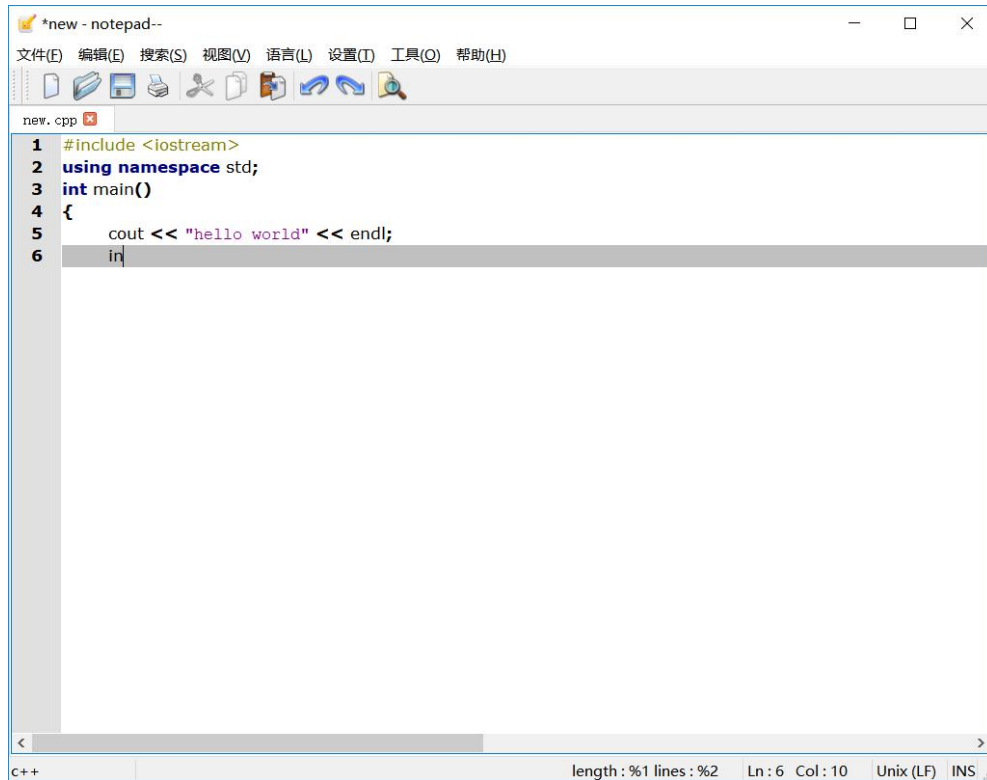 *new - notepad--
文件(F) 编辑(E) 搜索(S) 视图(V) 语言(L) 设置(T) 工具(O) 帮助(H)
new.cpp
1 #include <iostream>
2 using namespace std;
3 int main()
4 {
5 cout << "hello world" << endl;
6 in
c++ length : %1 lines : %2 Ln : 6 Col : 10 Unix (LF) INS